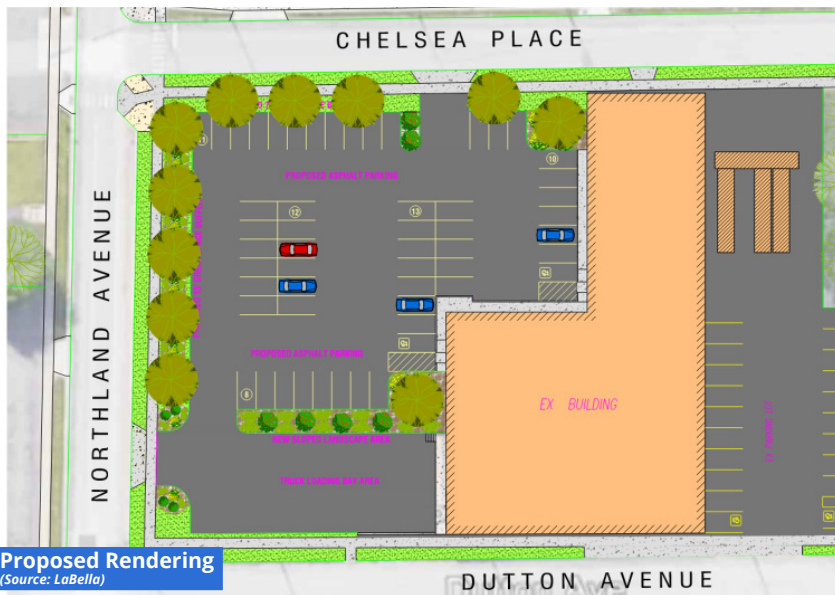 CHELSEA PLACE
NORTHLAND AVENUE
PROPOSED ASPHALT PARKING
10
12
13
PROPOSED ASPHALT PARKING
8
EX BUILDING
NEW SLOPED LANDSCAPE AREA
TRUCK LOADING BAY AREA
Proposed Rendering
(Source: LaBella)
DUTTON AVENUE